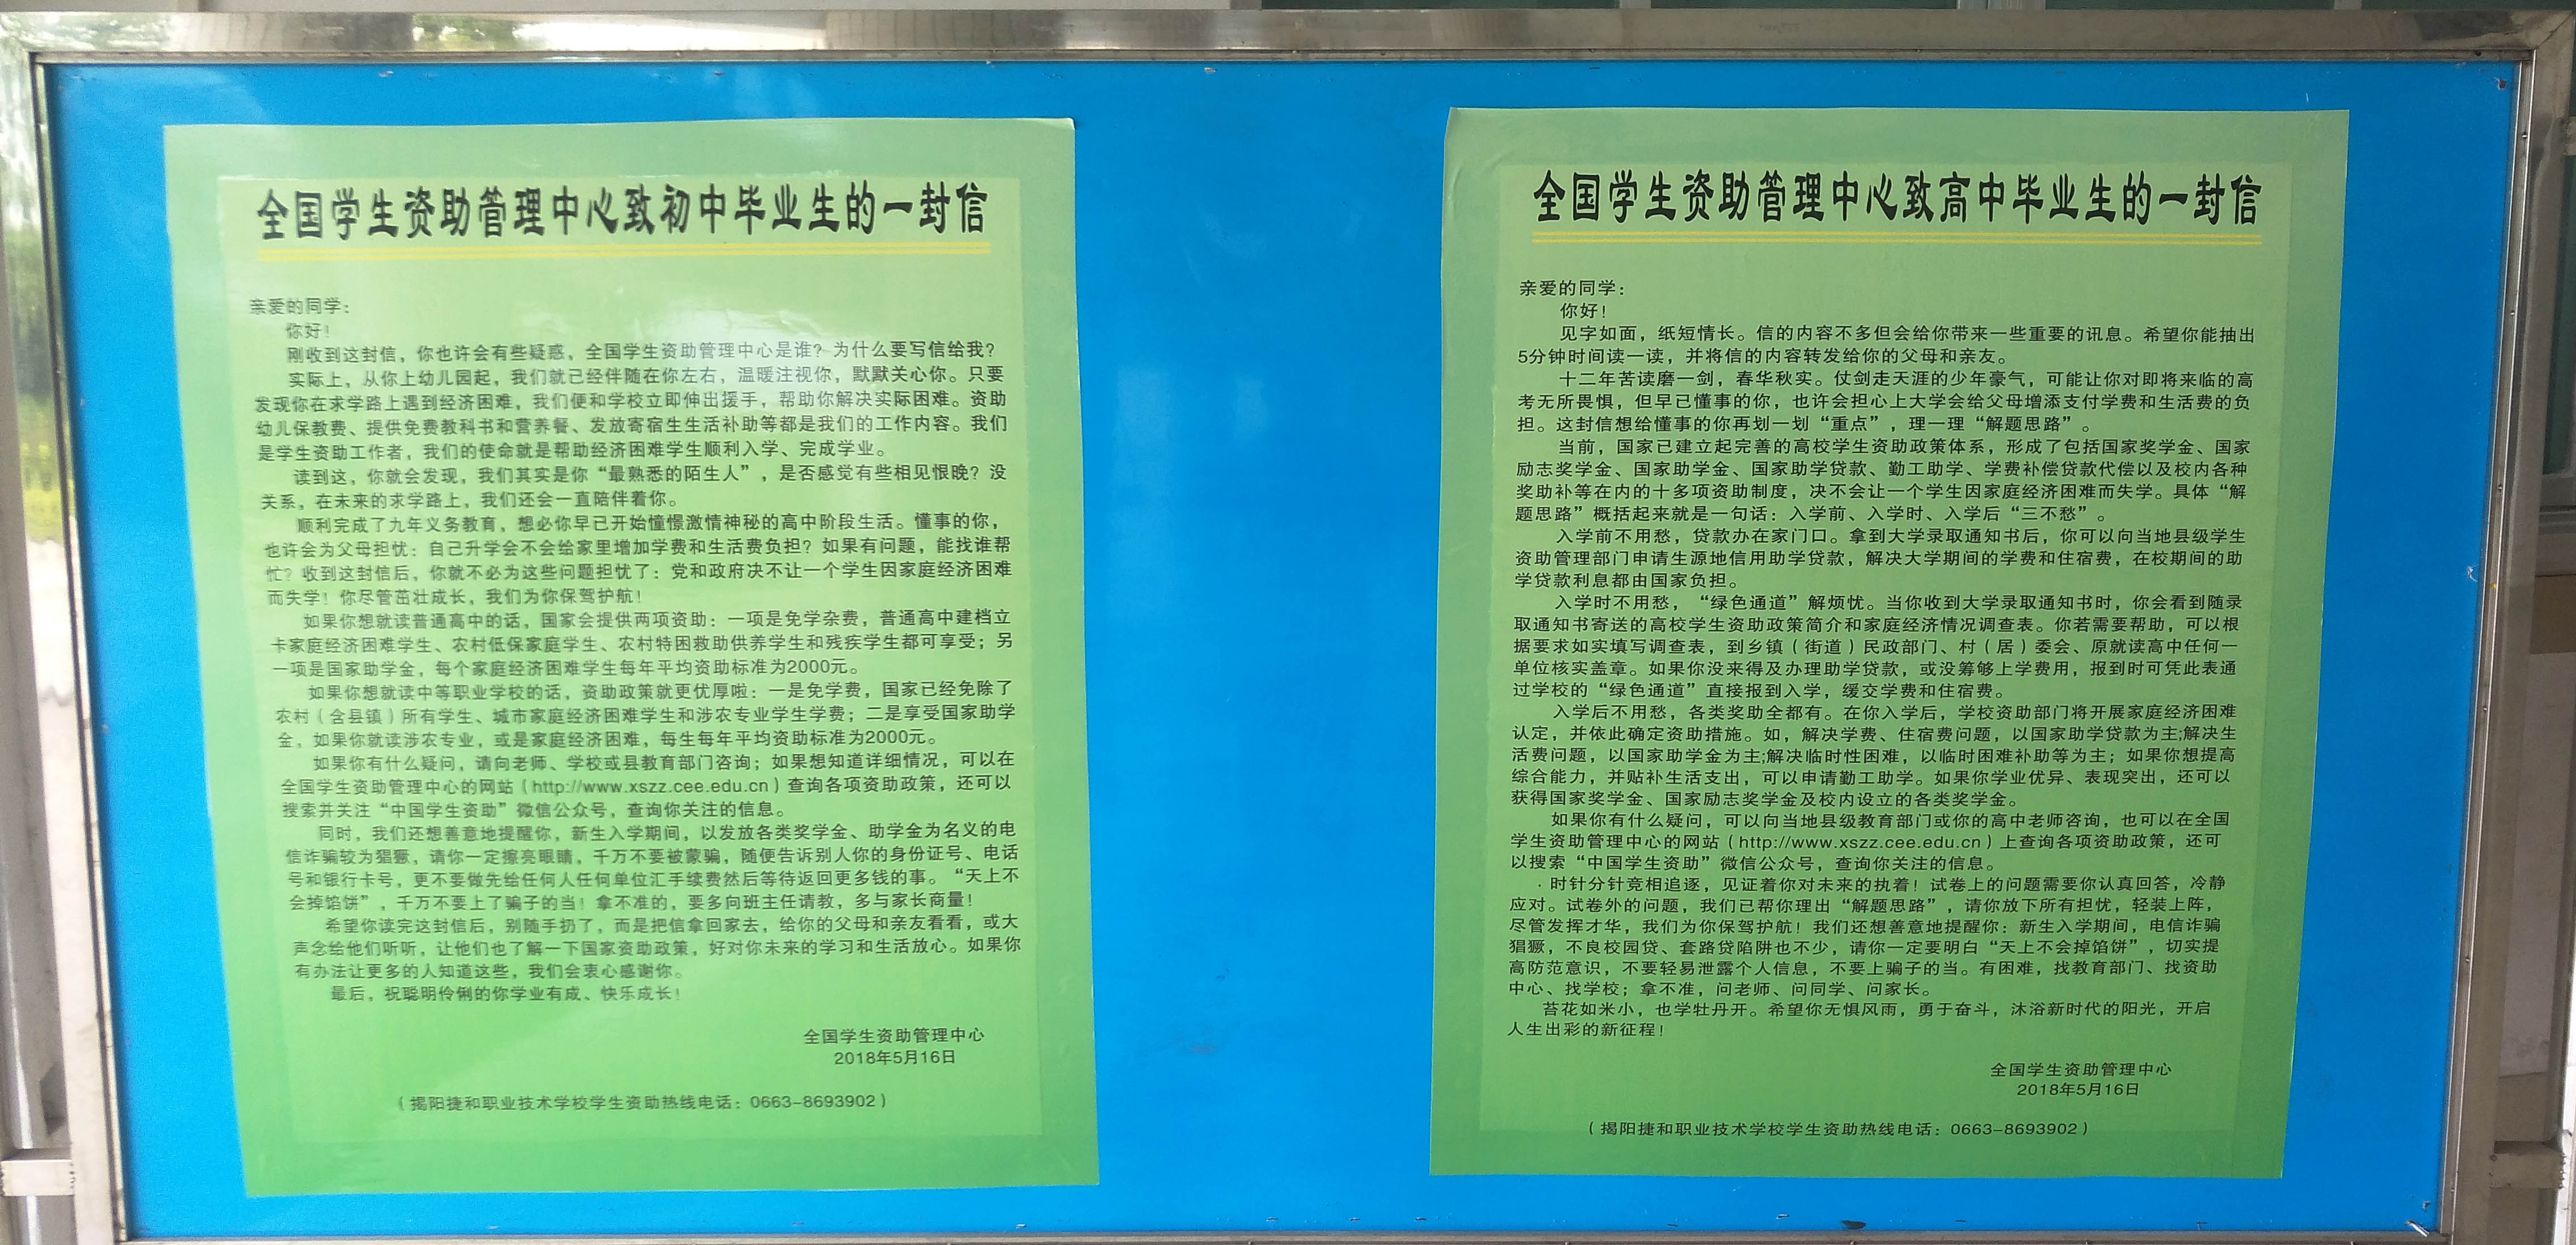 全国学生资助管理中心致初中毕业生的一封信
亲爱的同学：
你好！
刚收到这封信，你也许会有些疑惑，全国学生资助管理中心是谁？为什么要写信给我？
实际上，从你上幼儿园起，我们就已经伴随在你左右，温暖注视你，默默关心你。只要
发现你在求学路上遇到经济困难，我们便和学校立即伸出援手，帮助你解决实际困难。资助
幼儿保教费、提供免费教科书和营养餐、发放寄宿生生活补助等都是我们的工作内容。我们
是学生资助工作者，我们的使命就是帮助经济困难学生顺利入学、完成学业。
读到这，你就会发现，我们其实是你“最熟悉的陌生人”，是否感觉有些相见恨晚？没
关系，在未来的求学路上，我们还会一直陪伴着你。
顺利完成了九年义务教育，想必你早已开始憧憬激情神秘的高中阶段生活。懂事的你，
也许会为父母担忧：自己升学会不会给家里增加学费和生活费负担？如果有问题，能找谁帮
忙？收到这封信后，你就不必为这些问题担忧了：党和政府决不让一个学生因家庭经济困难
而失学！你尽管茁壮成长，我们为你保驾护航！
如果你想就读普通高中的话，国家会提供两项资助：一项是免学杂费，普通高中建档立
卡家庭经济困难学生、农村低保家庭学生、农村特困救助供养学生和残疾学生都可享受；另
一项是国家助学金，每个家庭经济困难学生每年平均资助标准为2000元。
如果你想就读中等职业学校的话，资助政策就更优厚啦：一是免学费，国家已经免除了
农村（含县镇）所有学生、城市家庭经济困难学生和涉农专业学生学费；二是享受国家助学
金，如果你就读涉农专业，或是家庭经济困难，每生每年平均资助标准为2000元。
如果你有什么疑问，请向老师、学校或县教育部门咨询；如果想知道详细情况，可以在
全国学生资助管理中心的网站（http://www.xszz.cee.edu.cn）查询各项资助政策，还可以
搜索并关注“中国学生资助”微信公众号，查询你关注的信息。
同时，我们还想善意地提醒你，新生入学期间，以发放各类奖学金、助学金为名义的电
信诈骗较为猖獗，请你一定擦亮眼睛，千万不要被蒙骗，随便告诉别人你的身份证号、电话
号和银行卡号，更不要做先给任何人任何单位汇手续费然后等待返回更多钱的事。“天上不
会掉馅饼”，千万不要上了骗子的当！拿不准的，要多向班主任请教，多与家长商量！
希望你读完这封信后，别随手扔了，而是把信拿回家去，给你的父母和亲友看看，或大
声念给他们听听，让他们也了解一下国家资助政策，好对你未来的学习和生活放心。如果你
有办法让更多的人知道这些，我们会衷心感谢你。
最后，祝聪明伶俐的你学业有成、快乐成长！
全国学生资助管理中心
2018年5月16日
（揭阳捷和职业技术学校学生资助热线电话：0663-8693902）
全国学生资助管理中心致高中毕业生的一封信
亲爱的同学：
你好！
见字如面，纸短情长。信的内容不多但会给你带来一些重要的讯息。希望你能抽出
5分钟时间读一读，并将信的内容转发给你的父母和亲友。
十二年苦读磨一剑，春华秋实。仗剑走天涯的少年豪气，可能让你对即将来临的高
考无所畏惧，但早已懂事的你，也许会担心上大学会给父母增添支付学费和生活费的负
担。这封信想给懂事的你再划一划“重点”，理一理“解题思路”。
当前，国家已建立起完善的高校学生资助政策体系，形成了包括国家奖学金、国家
励志奖学金、国家助学金、国家助学贷款、勤工助学、学费补偿贷款代偿以及校内各种
奖助补等在内的十多项资助制度，决不会让一个学生因家庭经济困难而失学。具体“解
题思路”概括起来就是一句话：入学前、入学时、入学后“三不愁”。
入学前不用愁，贷款办在家门口。拿到大学录取通知书后，你可以向当地县级学生
资助管理部门申请生源地信用助学贷款，解决大学期间的学费和住宿费，在校期间的助
学贷款利息都由国家负担。
入学时不用愁，“绿色通道”解烦忧。当你收到大学录取通知书时，你会看到随录
取通知书寄送的高校学生资助政策简介和家庭经济情况调查表。你若需要帮助，可以根
据要求如实填写调查表，到乡镇（街道）民政部门、村（居）委会、原就读高中任何一
单位核实盖章。如果你没来得及办理助学贷款，或没筹够上学费用，报到时可凭此表通
过学校的“绿色通道”直接报到入学，缓交学费和住宿费。
入学后不用愁，各类奖助全都有。在你入学后，学校资助部门将开展家庭经济困难
认定，并依此确定资助措施。如，解决学费、住宿费问题，以国家助学贷款为主;解决生
活费问题，以国家助学金为主;解决临时性困难，以临时困难补助等为主；如果你想提高
综合能力，并贴补生活支出，可以申请勤工助学。如果你学业优异、表现突出，还可以
获得国家奖学金、国家励志奖学金及校内设立的各类奖学金。
如果你有什么疑问，可以向当地县级教育部门或你的高中老师咨询，也可以在全国
学生资助管理中心的网站（http://www.xszz.cee.edu.cn）上查询各项资助政策，还可
以搜索“中国学生资助”微信公众号，查询你关注的信息。
·时针分针竞相追逐，见证着你对未来的执着！试卷上的问题需要你认真回答，冷静
应对。试卷外的问题，我们已帮你理出“解题思路”，请你放下所有担忧，轻装上阵，
尽管发挥才华，我们为你保驾护航！我们还想善意地提醒你：新生入学期间，电信诈骗
猖獗，不良校园贷、套路贷陷阱也不少，请你一定要明白“天上不会掉馅饼”，切实提
高防范意识，不要轻易泄露个人信息，不要上骗子的当。有困难，找教育部门、找资助
中心、找学校；拿不准，问老师、问同学、问家长。
苔花如米小，也学牡丹开。希望你无惧风雨，勇于奋斗，沐浴新时代的阳光，开启
人生出彩的新征程！
全国学生资助管理中心
2018年5月16日
（揭阳捷和职业技术学校学生资助热线电话：0663-8693902）